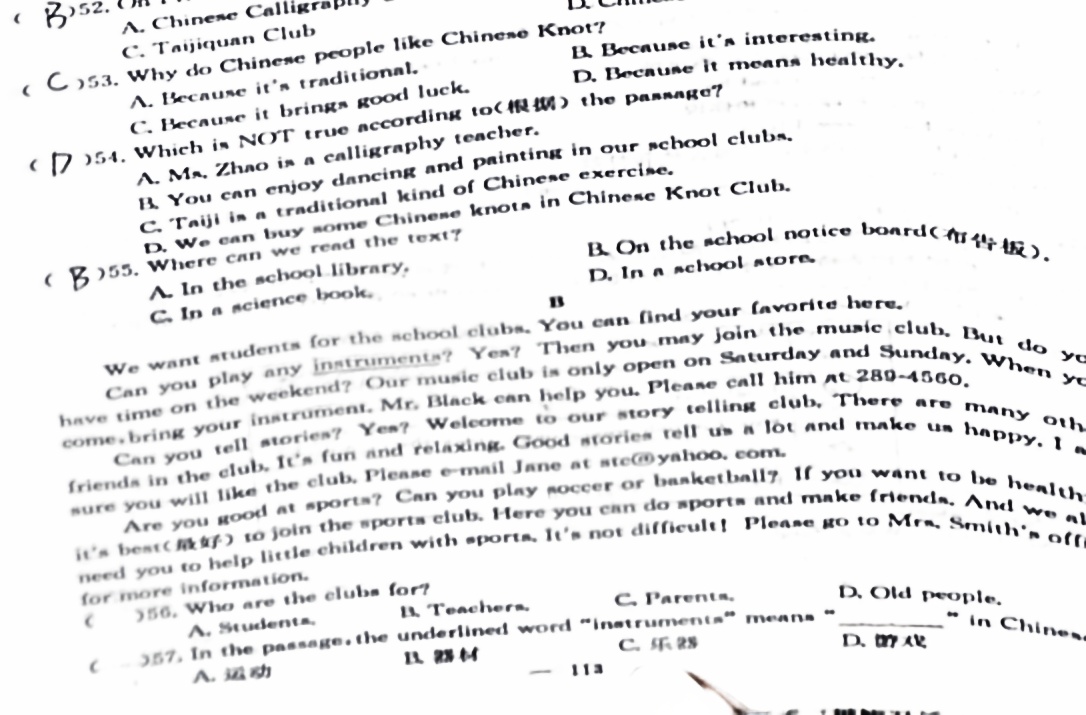 ( B )52.
A. Chinese Calligraphy
C. Taijiquan Club
( C )53. Why do Chinese people like Chinese Knot?
A. Because it's traditional.
B. Because it's interesting.
C. Because it brings good luck.
D. Because it means healthy.
( D )54. Which is NOT true according to(根据) the passage?
A. Ms. Zhao is a calligraphy teacher.
B. You can enjoy dancing and painting in our school clubs.
C. Taiji is a traditional kind of Chinese exercise.
D. We can buy some Chinese knots in Chinese Knot Club.
( B )55. Where can we read the text?
A. In the school library.
B. On the school notice board(布告板).
C. In a science book.
D. In a school store.
B
We want students for the school clubs. You can find your favorite here.
Can you play any instruments? Yes? Then you may join the music club. But do yo
have time on the weekend? Our music club is only open on Saturday and Sunday. When yo
come, bring your instrument. Mr. Black can help you. Please call him at 289-4560.
Can you tell stories? Yes? Welcome to our story telling club. There are many oth
friends in the club. It's fun and relaxing. Good stories tell us a lot and make us happy. I a
sure you will like the club. Please e-mail Jane at stc@yahoo. com.
Are you good at sports? Can you play soccer or basketball? If you want to be health
it's best(最好) to join the sports club. Here you can do sports and make friends. And we al
need you to help little children with sports. It's not difficult! Please go to Mrs. Smith's offi
for more information.
( )56. Who are the clubs for?
A. Students. B. Teachers. C. Parents. D. Old people.
( )57. In the passage, the underlined word "instruments" means "________" in Chinese
A. 运动 B. 器材 C. 乐器 D. 游戏
— 113